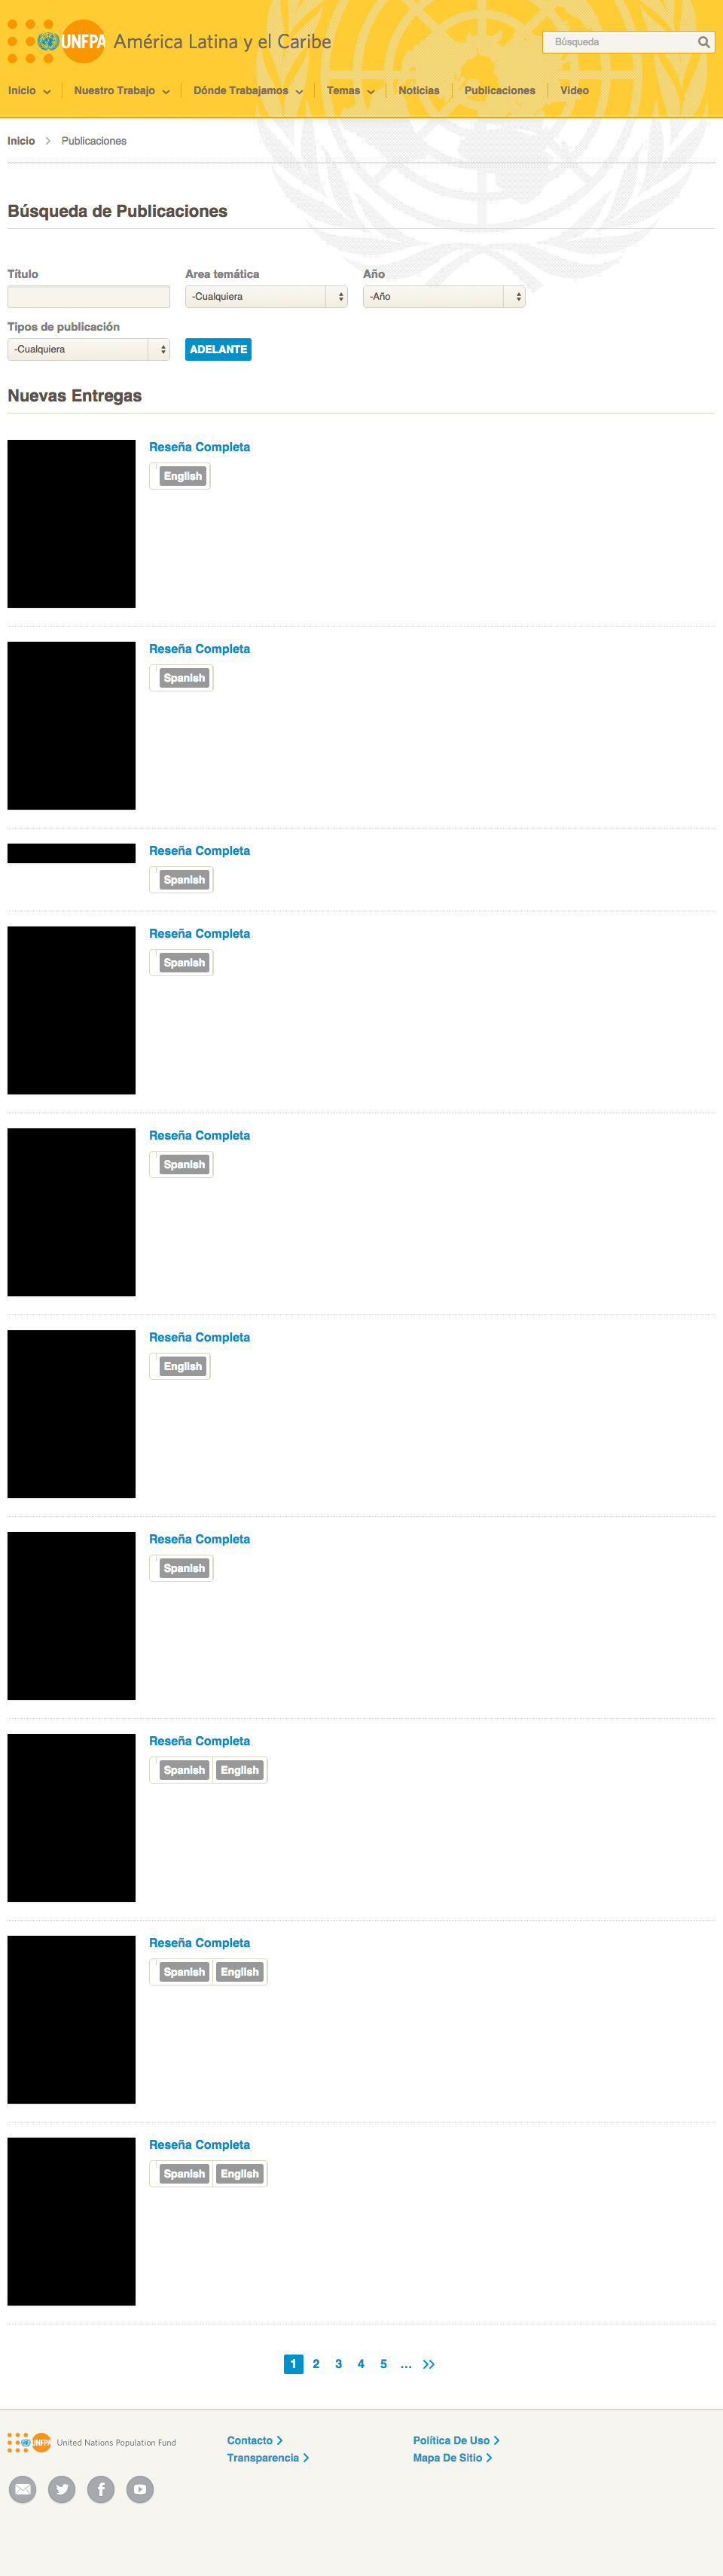 UNFPA América Latina y el Caribe
Búsqueda
Inicio Nuestro Trabajo Dónde Trabajamos Temas Noticias Publicaciones Video
Inicio Publicaciones
Búsqueda de Publicaciones
Título Area temática Año
-Cualquiera -Año
Tipos de publicación
-Cualquiera ADELANTE
Nuevas Entregas
Reseña Completa
English
Reseña Completa
Spanish
Reseña Completa
Spanish
Reseña Completa
Spanish
Reseña Completa
Spanish
Reseña Completa
English
Reseña Completa
Spanish
Reseña Completa
Spanish English
Reseña Completa
Spanish English
Reseña Completa
Spanish English
1 2 3 4 5 ... >>
UNFPA United Nations Population Fund Contacto Política De Uso
Transparencia Mapa De Sitio